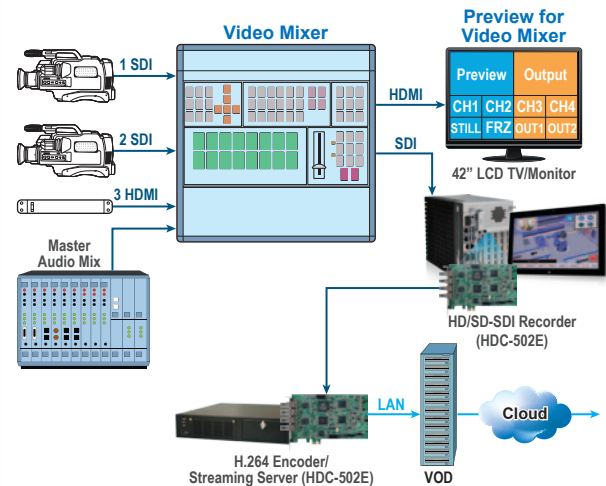 Video Mixer
Preview for
Video Mixer
1 SDI
2 SDI
3 HDMI
Master
Audio Mix
HDMI
SDI
Preview
Output
CH1 CH2 CH3 CH4
STILL FRZ OUT1 OUT2
42” LCD TV/Monitor
HD/SD-SDI Recorder
(HDC-502E)
LAN
Cloud
H.264 Encoder/
Streaming Server (HDC-502E)
VOD